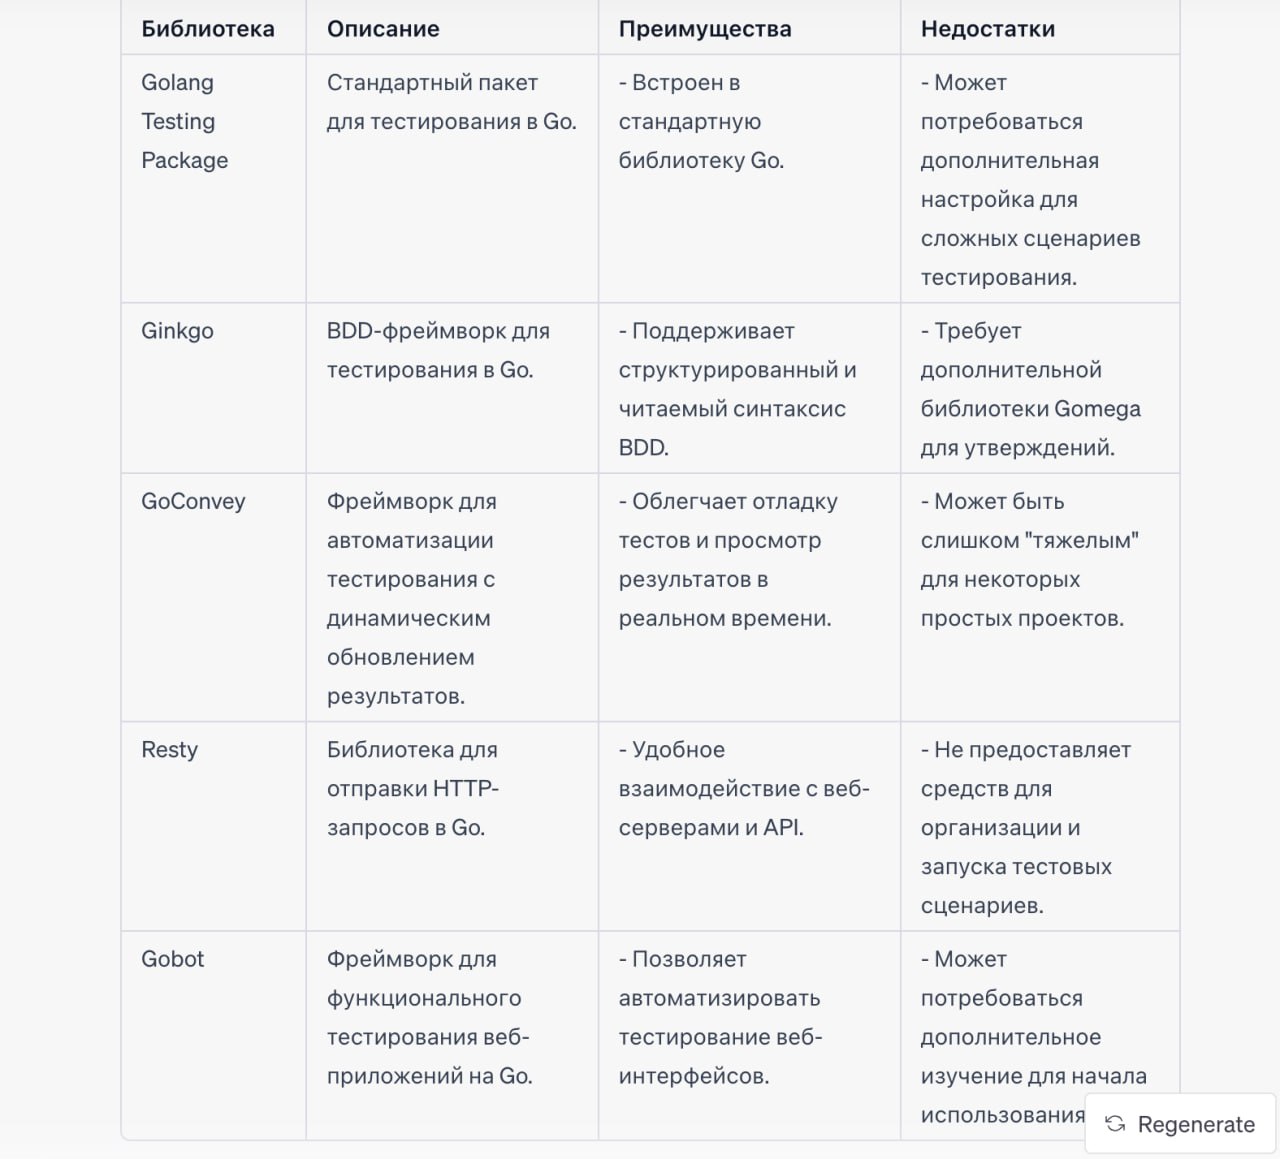 Библиотека
Описание
Преимущества
Недостатки
Golang
Testing
Package
Стандартный пакет
для тестирования в Go.
- Встроен в
стандартную
библиотеку Go.
- Может
потребоваться
дополнительная
настройка для
сложных сценариев
тестирования.
Ginkgo
BDD-фреймворк для
тестирования в Go.
- Поддерживает
структурированный и
читаемый синтаксис
BDD.
- Требует
дополнительной
библиотеки Gomega
для утверждений.
GoConvey
Фреймворк для
автоматизации
тестирования с
динамическим
обновлением
результатов.
- Облегчает отладку
тестов и просмотр
результатов в
реальном времени.
- Может быть
слишком "тяжелым"
для некоторых
простых проектов.
Resty
Библиотека для
отправки HTTP-
запросов в Go.
- Удобное
взаимодействие с веб-
серверами и API.
- Не предоставляет
средств для
организации и
запуска тестовых
сценариев.
Gobot
Фреймворк для
функционального
тестирования веб-
приложений на Go.
- Позволяет
автоматизировать
тестирование веб-
интерфейсов.
- Может
потребоваться
дополнительное
изучение для начала
использования
Regenerate